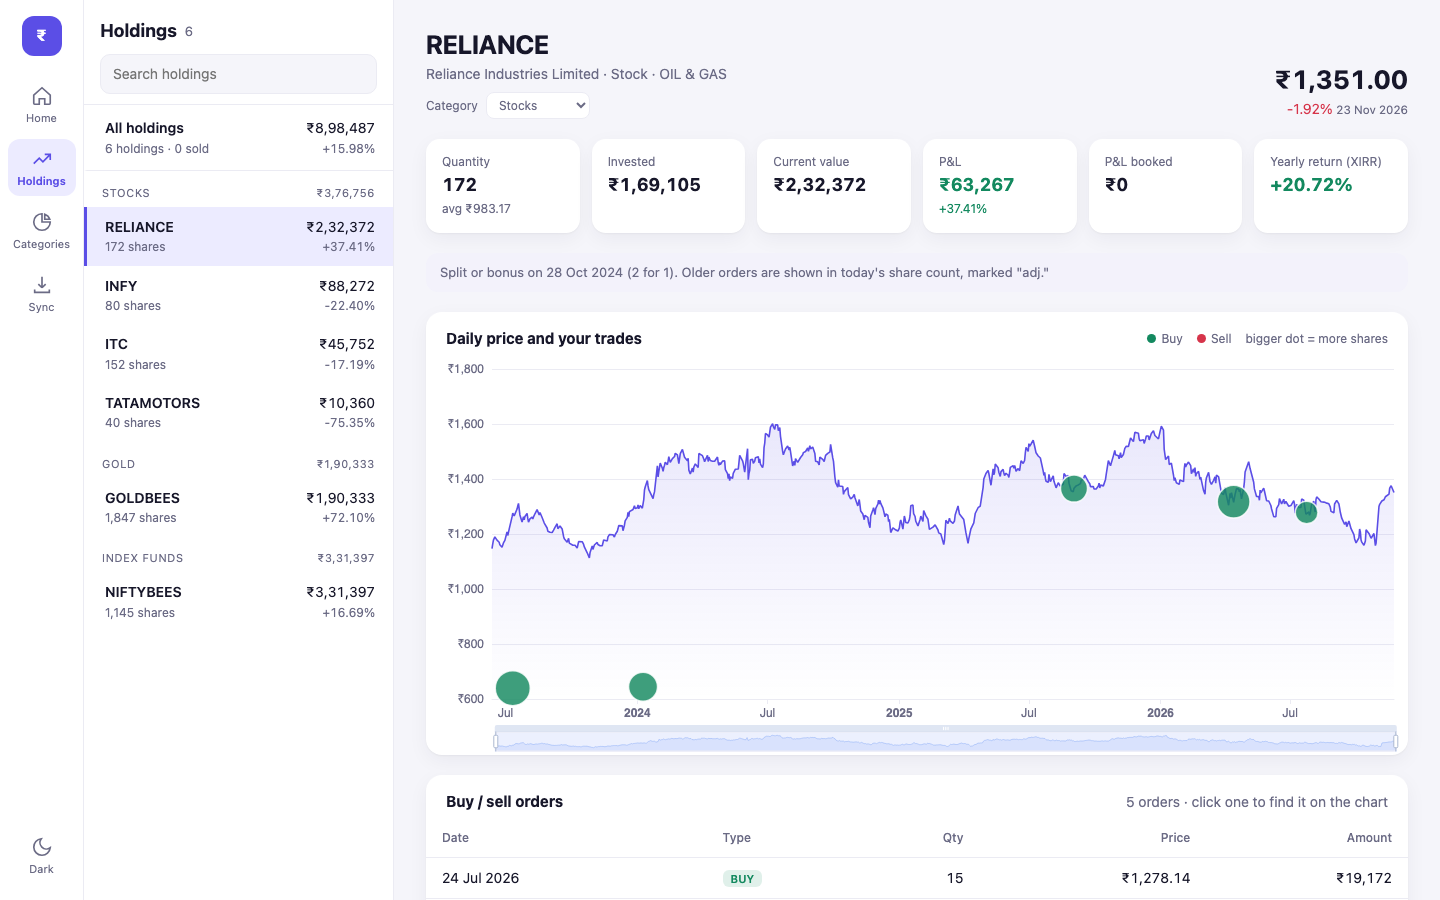 ₹
Home
Holdings
Categories
Sync
Dark
Holdings 6
Search holdings
All holdings ₹8,98,487
6 holdings · 0 sold +15.98%
STOCKS ₹3,76,756
RELIANCE ₹2,32,372
172 shares +37.41%
INFY ₹88,272
80 shares -22.40%
ITC ₹45,752
152 shares -17.19%
TATAMOTORS ₹10,360
40 shares -75.35%
GOLD ₹1,90,333
GOLDBEES ₹1,90,333
1,847 shares +72.10%
INDEX FUNDS ₹3,31,397
NIFTYBEES ₹3,31,397
1,145 shares +16.69%
RELIANCE
Reliance Industries Limited · Stock · OIL & GAS
Category Stocks
₹1,351.00
-1.92% 23 Nov 2026
Quantity
172
avg ₹983.17
Invested
₹1,69,105
Current value
₹2,32,372
P&L
₹63,267
+37.41%
P&L booked
₹0
Yearly return (XIRR)
+20.72%
Split or bonus on 28 Oct 2024 (2 for 1). Older orders are shown in today's share count, marked "adj."
Daily price and your trades
Buy Sell bigger dot = more shares
₹1,800
₹1,600
₹1,400
₹1,200
₹1,000
₹800
₹600
Jul 2024 Jul 2025 Jul 2026 Jul
Buy / sell orders 5 orders · click one to find it on the chart
Date Type Qty Price Amount
24 Jul 2026 BUY 15 ₹1,278.14 ₹19,172